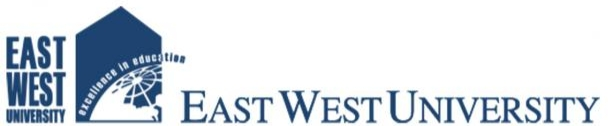 EAST
WEST
UNIVERSITY
excellence in education
EAST WEST UNIVERSITY